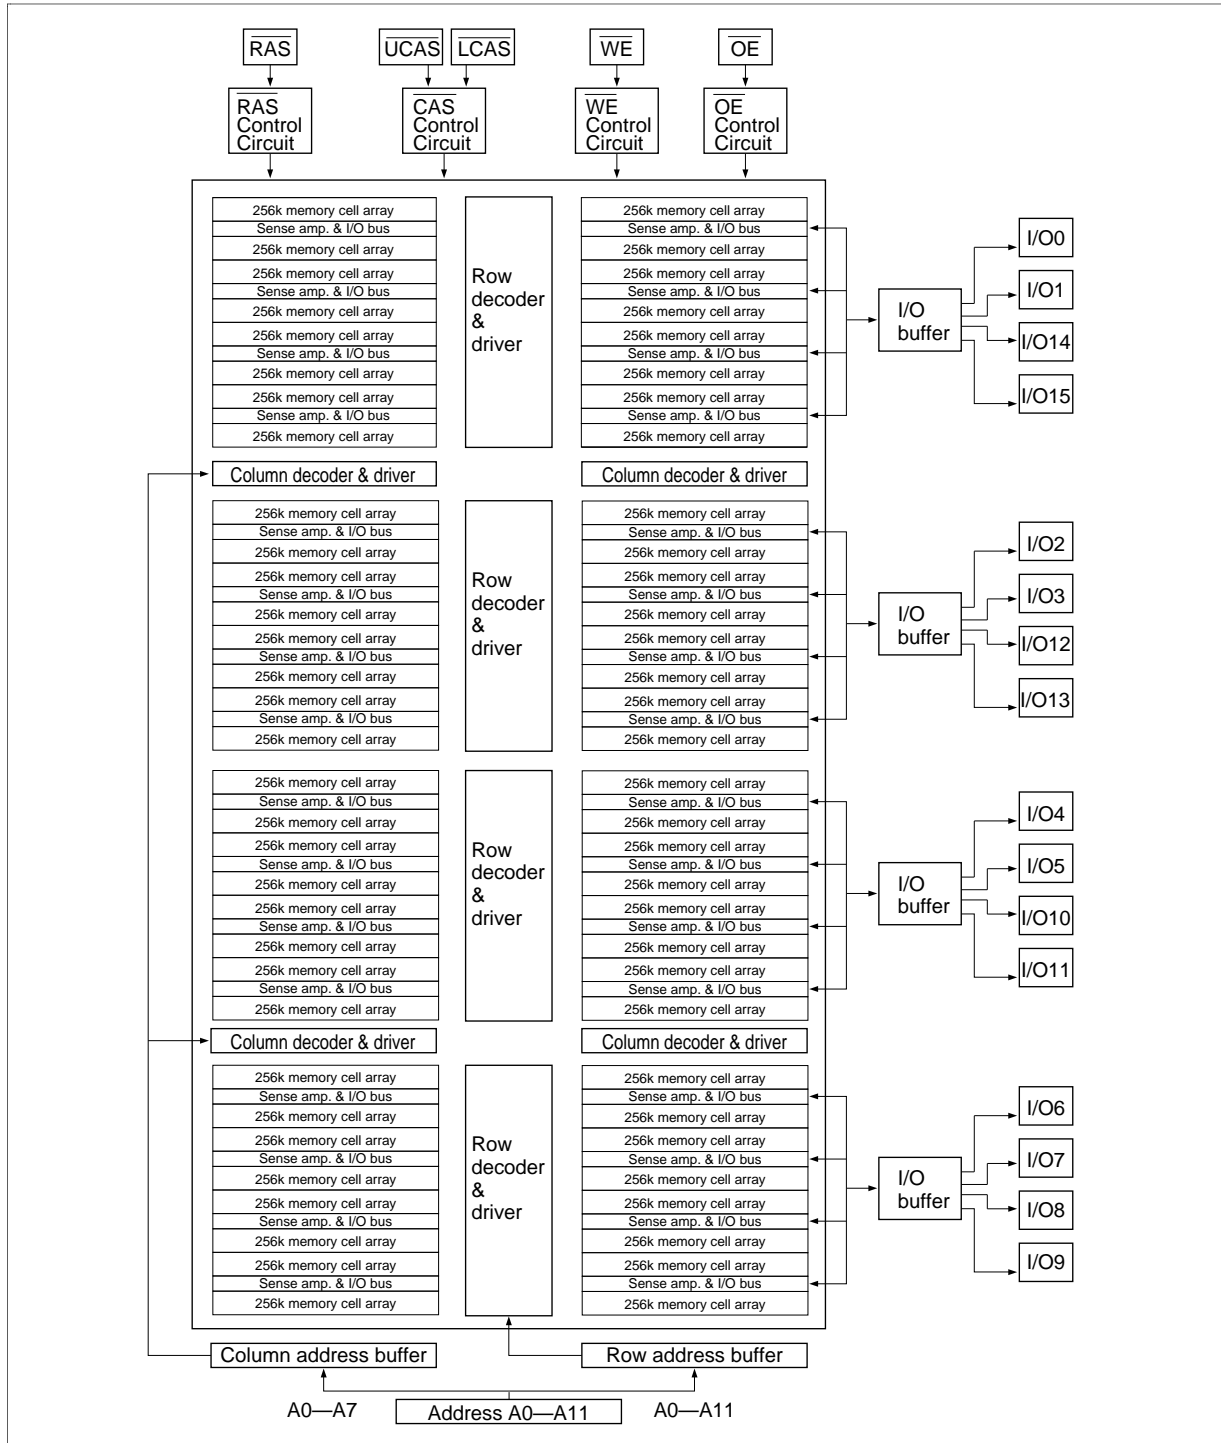 RAS
UCAS
LCAS
WE
OE
RAS
Control
Circuit
CAS
Control
Circuit
WE
Control
Circuit
OE
Control
Circuit
256k memory cell array
Sense amp. & I/O bus
256k memory cell array
256k memory cell array
Sense amp. & I/O bus
256k memory cell array
256k memory cell array
Sense amp. & I/O bus
256k memory cell array
256k memory cell array
Sense amp. & I/O bus
256k memory cell array
Row
decoder
&
driver
256k memory cell array
Sense amp. & I/O bus
256k memory cell array
256k memory cell array
Sense amp. & I/O bus
256k memory cell array
256k memory cell array
Sense amp. & I/O bus
256k memory cell array
256k memory cell array
Sense amp. & I/O bus
256k memory cell array
I/O
buffer
I/O0
I/O1
I/O14
I/O15
Column decoder & driver
Column decoder & driver
256k memory cell array
Sense amp. & I/O bus
256k memory cell array
256k memory cell array
Sense amp. & I/O bus
256k memory cell array
256k memory cell array
Sense amp. & I/O bus
256k memory cell array
256k memory cell array
Sense amp. & I/O bus
256k memory cell array
Row
decoder
&
driver
256k memory cell array
Sense amp. & I/O bus
256k memory cell array
256k memory cell array
Sense amp. & I/O bus
256k memory cell array
256k memory cell array
Sense amp. & I/O bus
256k memory cell array
256k memory cell array
Sense amp. & I/O bus
256k memory cell array
I/O
buffer
I/O2
I/O3
I/O12
I/O13
256k memory cell array
Sense amp. & I/O bus
256k memory cell array
256k memory cell array
Sense amp. & I/O bus
256k memory cell array
256k memory cell array
Sense amp. & I/O bus
256k memory cell array
256k memory cell array
Sense amp. & I/O bus
256k memory cell array
Row
decoder
&
driver
256k memory cell array
Sense amp. & I/O bus
256k memory cell array
256k memory cell array
Sense amp. & I/O bus
256k memory cell array
256k memory cell array
Sense amp. & I/O bus
256k memory cell array
256k memory cell array
Sense amp. & I/O bus
256k memory cell array
I/O
buffer
I/O4
I/O5
I/O10
I/O11
Column decoder & driver
Column decoder & driver
256k memory cell array
Sense amp. & I/O bus
256k memory cell array
256k memory cell array
Sense amp. & I/O bus
256k memory cell array
256k memory cell array
Sense amp. & I/O bus
256k memory cell array
256k memory cell array
Sense amp. & I/O bus
256k memory cell array
Row
decoder
&
driver
256k memory cell array
Sense amp. & I/O bus
256k memory cell array
256k memory cell array
Sense amp. & I/O bus
256k memory cell array
256k memory cell array
Sense amp. & I/O bus
256k memory cell array
256k memory cell array
Sense amp. & I/O bus
256k memory cell array
I/O
buffer
I/O6
I/O7
I/O8
I/O9
Column address buffer
Row address buffer
A0—A7
Address A0—A11
A0—A11